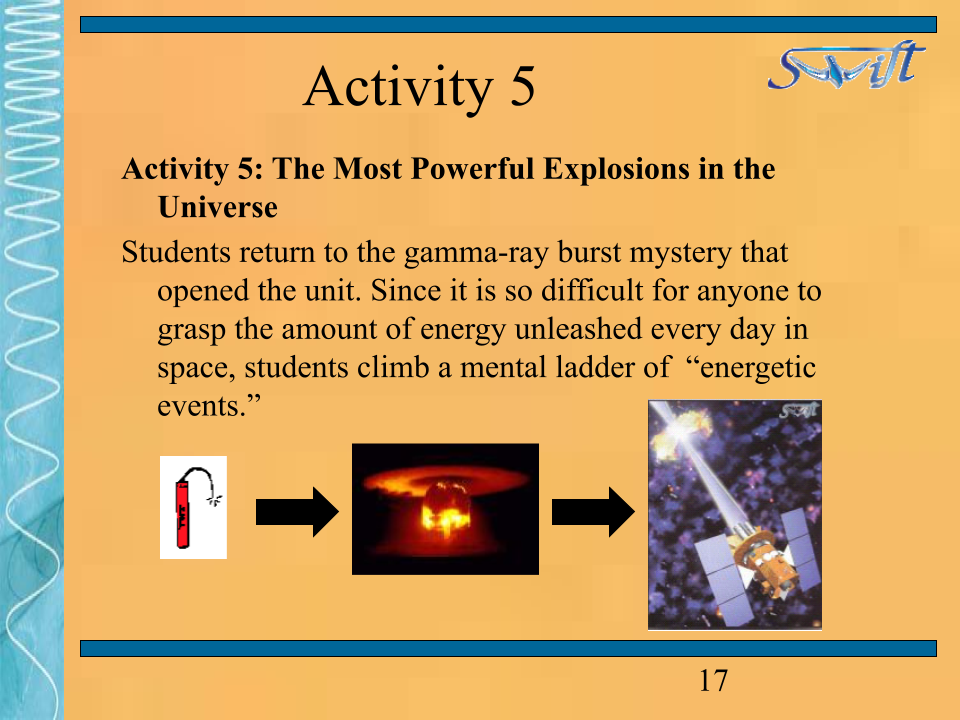 Activity 5
Swift
Activity 5: The Most Powerful Explosions in the
Universe
Students return to the gamma-ray burst mystery that
opened the unit. Since it is so difficult for anyone to
grasp the amount of energy unleashed every day in
space, students climb a mental ladder of “energetic
events.”
Swift
TNT
17